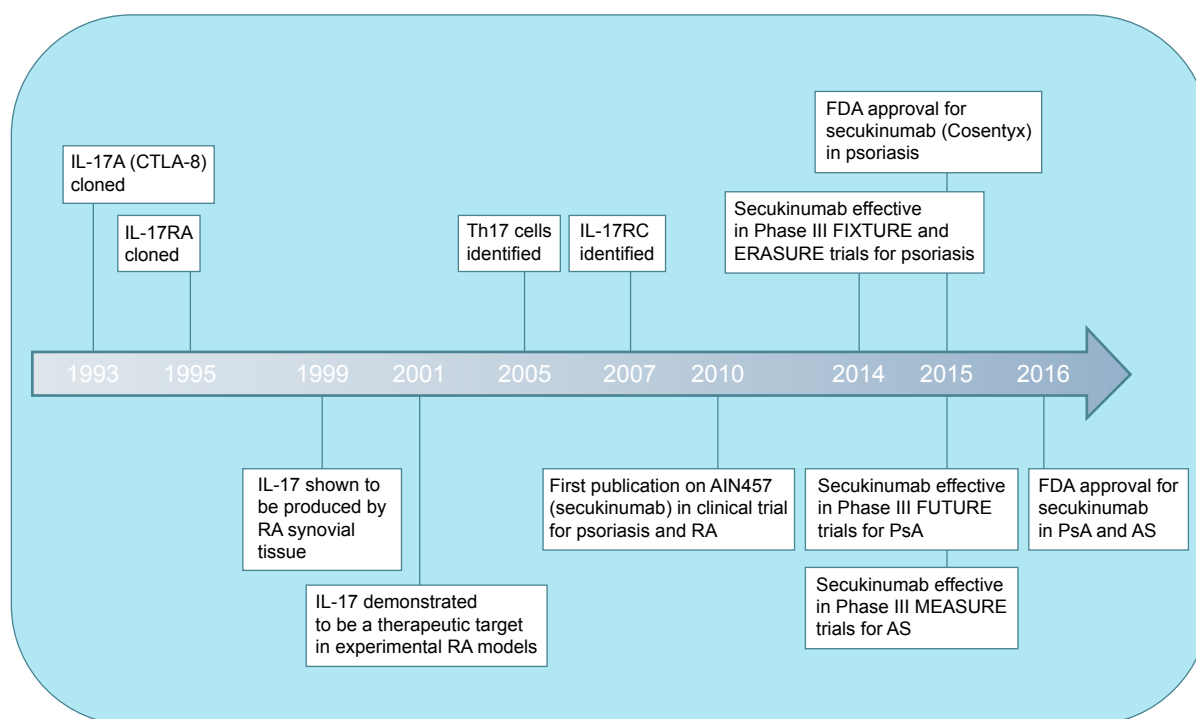 FDA approval for
secukinumab (Cosentyx)
in psoriasis
IL-17A (CTLA-8)
cloned
Secukinumab effective
in Phase III FIXTURE and
ERASURE trials for psoriasis
IL-17RA
cloned
Th17 cells
identified
IL-17RC
identified
1993 1995 1999 2001 2005 2007 2010 2014 2015 2016
IL-17 shown to
be produced by
RA synovial
tissue
First publication on AIN457
(secukinumab) in clinical trial
for psoriasis and RA
Secukinumab effective
in Phase III FUTURE
trials for PsA
FDA approval for
secukinumab
in PsA and AS
IL-17 demonstrated
to be a therapeutic target
in experimental RA models
Secukinumab effective
in Phase III MEASURE
trials for AS